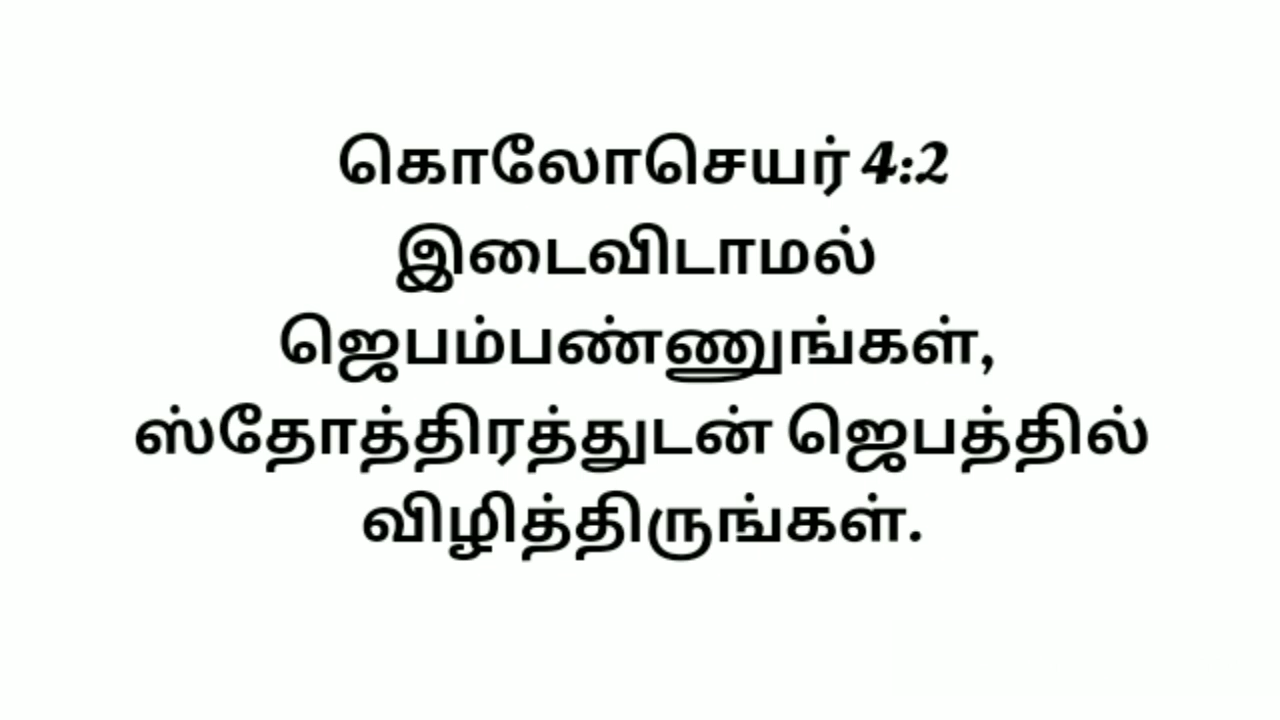 கொலோசெயர் 4:2
இடைவிடாமல்
ஜெபம்பண்ணுங்கள்,
ஸ்தோத்திரத்துடன் ஜெபத்தில்
விழித்திருங்கள்.